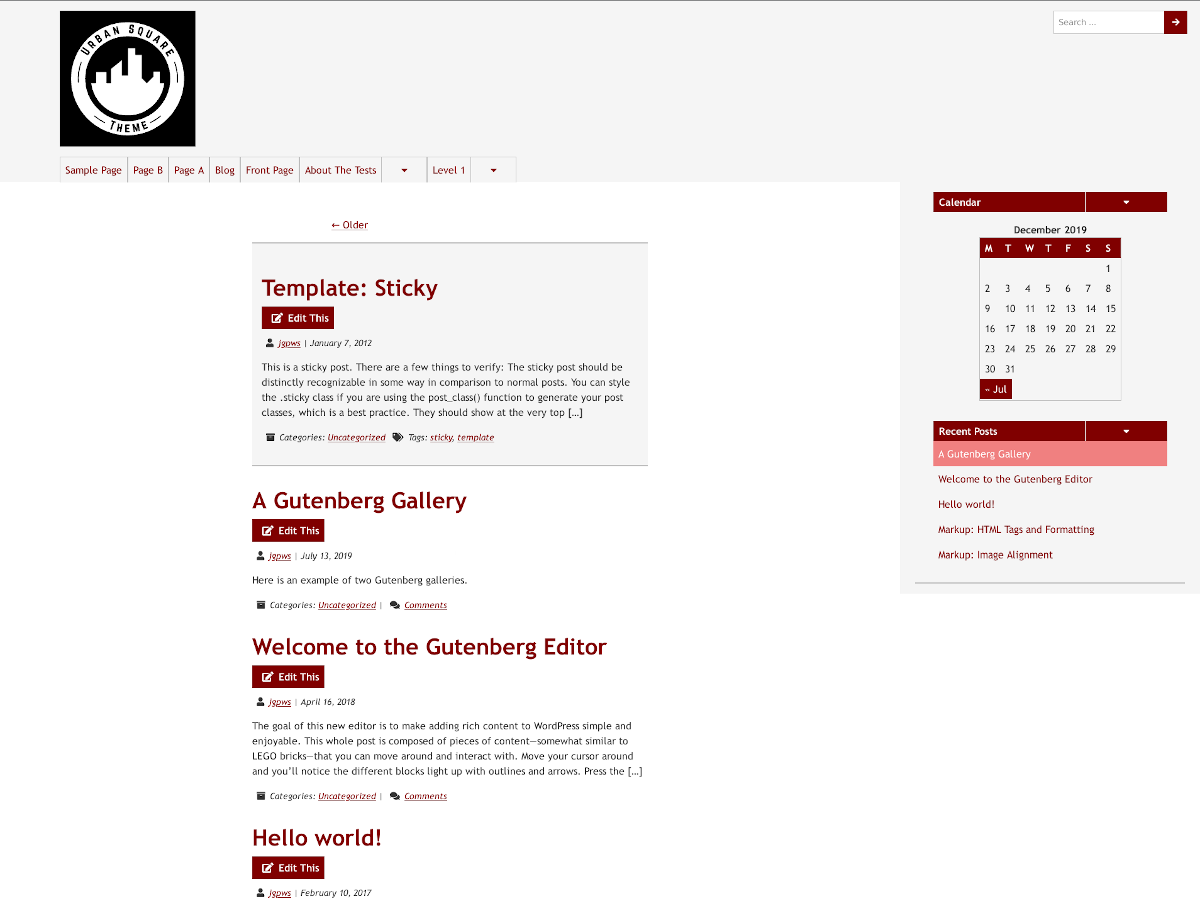 URBAN SQUARE
THEME
Search ...
Sample Page
Page B
Page A
Blog
Front Page
About The Tests
Level 1
← Older
Template: Sticky
Edit This
jgpws | January 7, 2012
This is a sticky post. There are a few things to verify: The sticky post should be
distinctly recognizable in some way in comparison to normal posts. You can style
the .sticky class if you are using the post_class() function to generate your post
classes, which is a best practice. They should show at the very top […]
Categories: Uncategorized Tags: sticky, template
A Gutenberg Gallery
Edit This
jgpws | July 13, 2019
Here is an example of two Gutenberg galleries.
Categories: Uncategorized | Comments
Welcome to the Gutenberg Editor
Edit This
jgpws | April 16, 2018
The goal of this new editor is to make adding rich content to WordPress simple and
enjoyable. This whole post is composed of pieces of content—somewhat similar to
LEGO bricks—that you can move around and interact with. Move your cursor around
and you’ll notice the different blocks light up with outlines and arrows. Press the […]
Categories: Uncategorized | Comments
Hello world!
Edit This
jgpws | February 10, 2017
Calendar
December 2019
M T W T F S S
1
2 3 4 5 6 7 8
9 10 11 12 13 14 15
16 17 18 19 20 21 22
23 24 25 26 27 28 29
30 31
« Jul
Recent Posts
A Gutenberg Gallery
Welcome to the Gutenberg Editor
Hello world!
Markup: HTML Tags and Formatting
Markup: Image Alignment